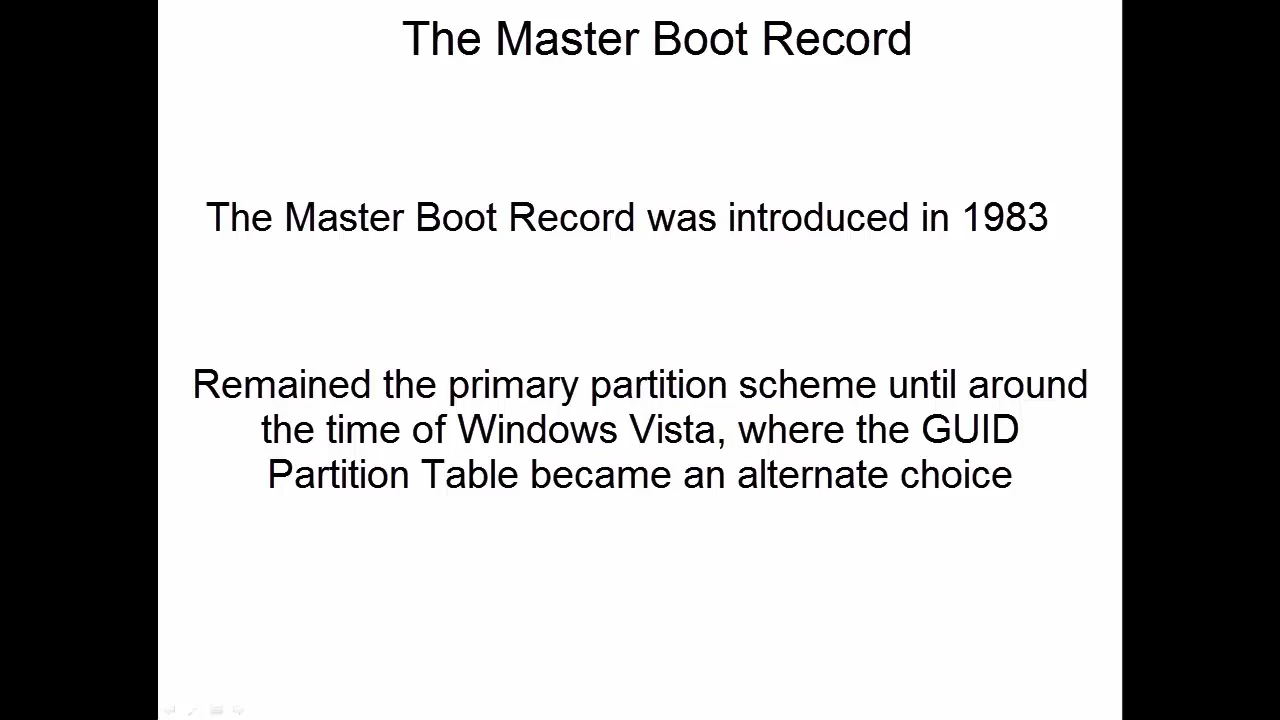 The Master Boot Record
The Master Boot Record was introduced in 1983
Remained the primary partition scheme until around
the time of Windows Vista, where the GUID
Partition Table became an alternate choice